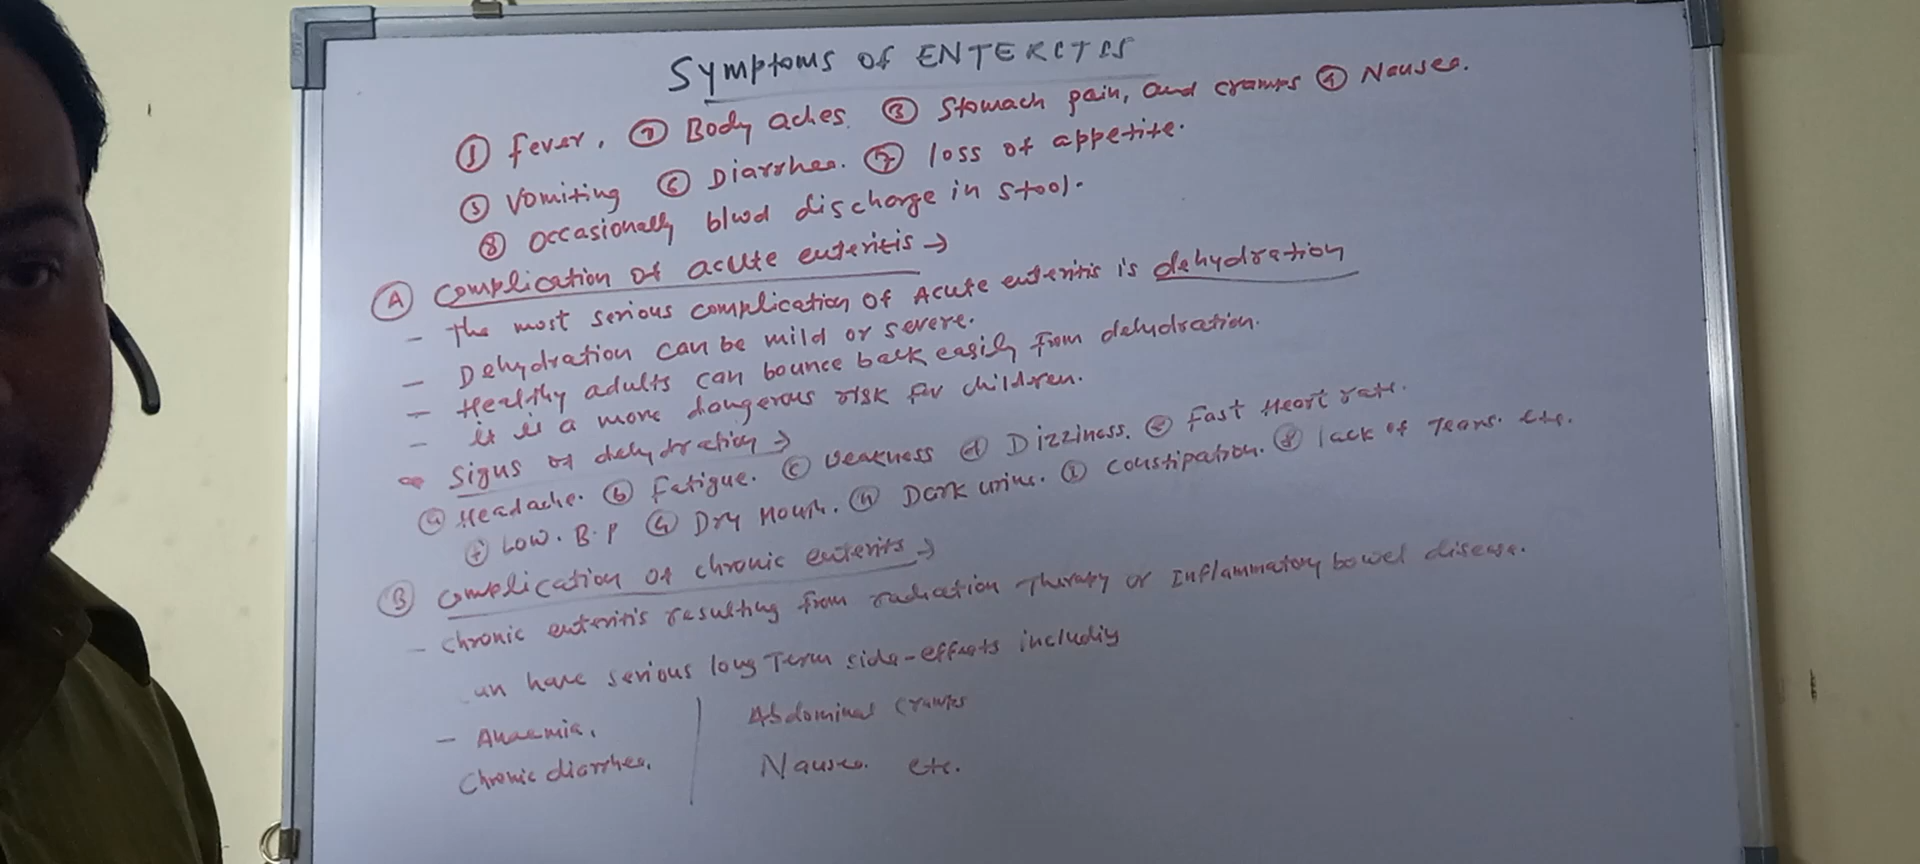 Symptoms of ENTERITIS
① fever. ② Body aches. ③ Stomach pain, and cramps ④ Nausea.
⑤ Vomiting ⑥ Diarrhea. ⑦ loss of appetite.
⑧ Occasionally blood discharge in stool.
Ⓐ Complication of acute enteritis →
- The most serious complication of Acute enteritis is dehydration
- Dehydration can be mild or severe.
- Healthy adults can bounce back easily from dehydration.
- it is a more dangerous risk for children.
Signs of dehydration →
ⓐ Headache. ⓑ Fatigue. ⓒ Weakness ⓓ Dizziness. ⓔ Fast Heart rate.
ⓕ Low. B.P ⓖ Dry Mouth. ⓗ Dark urine. ⓘ Constipation. ⓙ lack of Tears. etc.
Ⓑ Complication of chronic enteritis →
- Chronic enteritis resulting from radiation Therapy or Inflammatory bowel disease.
can have serious long Term side-effects including
- Anaemia. | Abdominal cramps
Chronic diarrhea. | Nausea. etc.